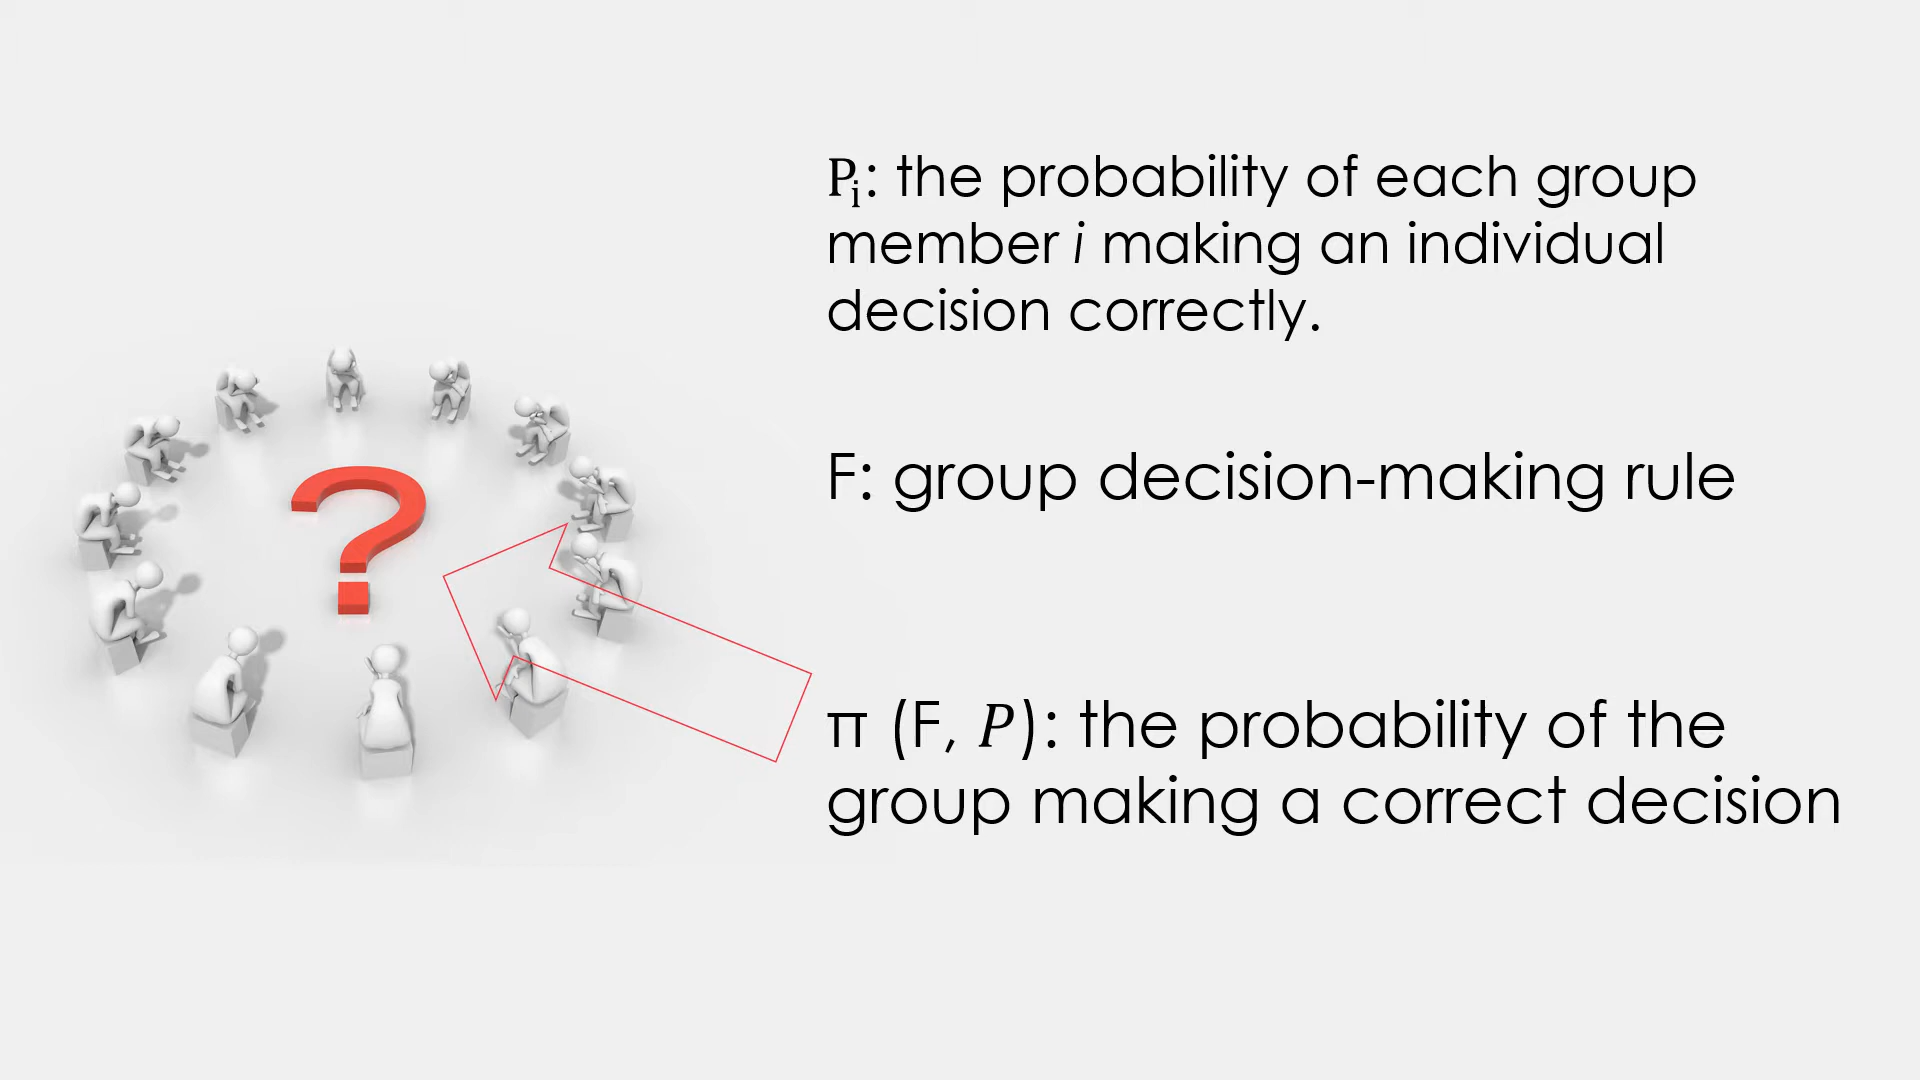 Pᵢ: the probability of each group
member i making an individual
decision correctly.
F: group decision-making rule
?
π (F, P): the probability of the
group making a correct decision